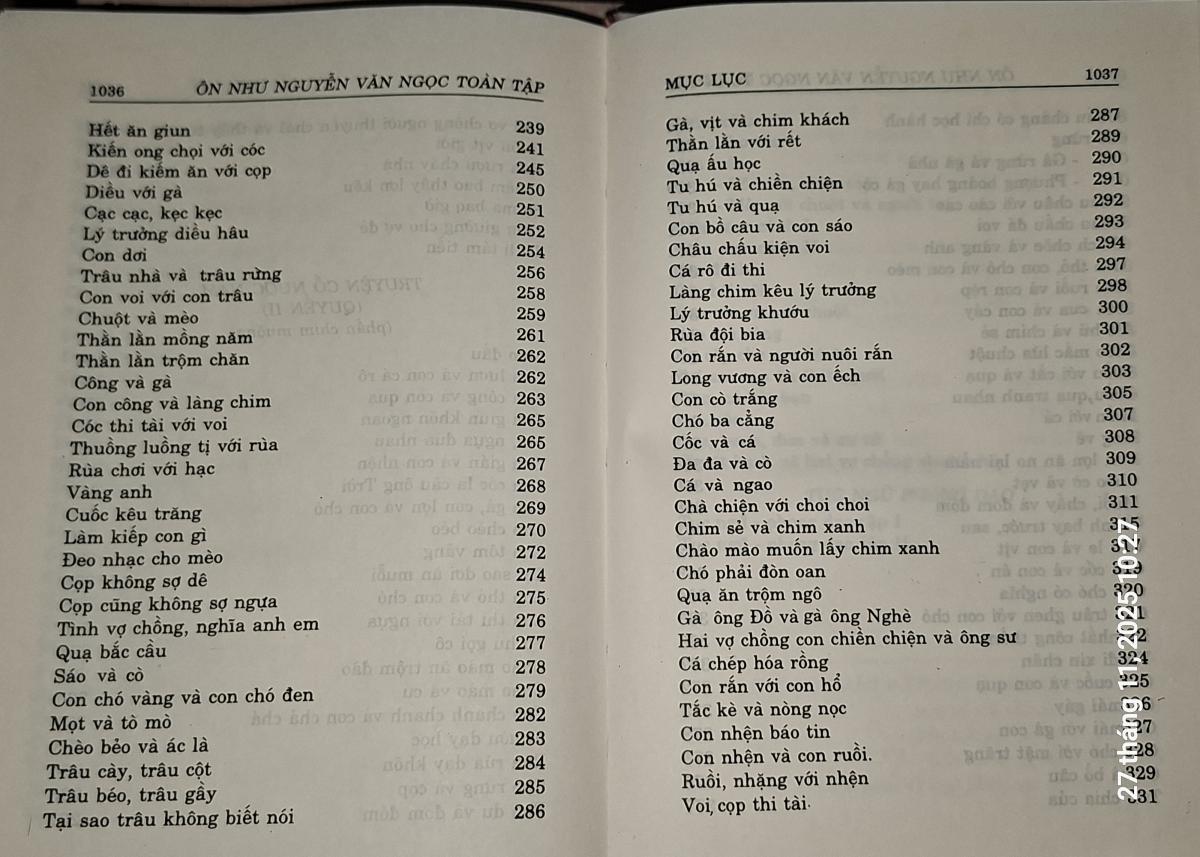 1036 ÔN NHƯ NGUYỄN VĂN NGỌC TOÀN TẬP
Hết ăn giun 239
Kiến ong chọi với cóc 241
Dê đi kiếm ăn với cọp 245
Diều với gà 250
Cạc cạc, kẹc kẹc 251
Lý trưởng diều hâu 252
Con dơi 254
Trâu nhà và trâu rừng 256
Con voi với con trâu 258
Chuột và mèo 259
Thằn lằn mồng năm 261
Thằn lằn trộm chăn 262
Công và gà 262
Con công và làng chim 263
Cóc thi tài với voi 265
Thuồng luồng tị với rùa 265
Rùa chơi với hạc 267
Vàng anh 268
Cuốc kêu trăng 269
Làm kiếp con gì 270
Đeo nhạc cho mèo 272
Cọp không sợ dê 274
Cọp cũng không sợ ngựa 275
Tình vợ chồng, nghĩa anh em 276
Quạ bắc cầu 277
Sáo và cò 278
Con chó vàng và con chó đen 279
Mọt và tò mò 282
Chèo bẻo và ác là 283
Trâu cày, trâu cột 284
Trâu béo, trâu gầy 285
Tại sao trâu không biết nói 286
MỤC LỤC 1037
Gà, vịt và chim khách 287
Thằn lằn với rết 289
Quạ ấu học 290
Tu hú và chiền chiện 291
Tu hú và quạ 292
Con bồ câu và con sáo 293
Châu chấu kiện voi 294
Cá rô đi thi 297
Làng chim kêu lý trưởng 298
Lý trưởng khướu 300
Rùa đội bia 301
Con rắn và người nuôi rắn 302
Long vương và con ếch 303
Con cò trắng 305
Chó ba cẳng 307
Cốc và cá 308
Đa đa và cò 309
Cá và ngao 310
Chà chiện với choi choi 311
Chim sẻ và chim xanh
Chào mào muốn lấy chim xanh
Chó phải đòn oan 319
Quạ ăn trộm ngô 320
Gà ông Đồ và gà ông Nghè
Hai vợ chồng con chiền chiện và ông sư
Cá chép hóa rồng 324
Con rắn với con hổ
Tắc kè và nòng nọc
Con nhện báo tin
Con nhện và con ruồi.
Ruồi, nhặng với nhện 329
Voi, cọp thi tài
27 tháng 11, 2025 10:27